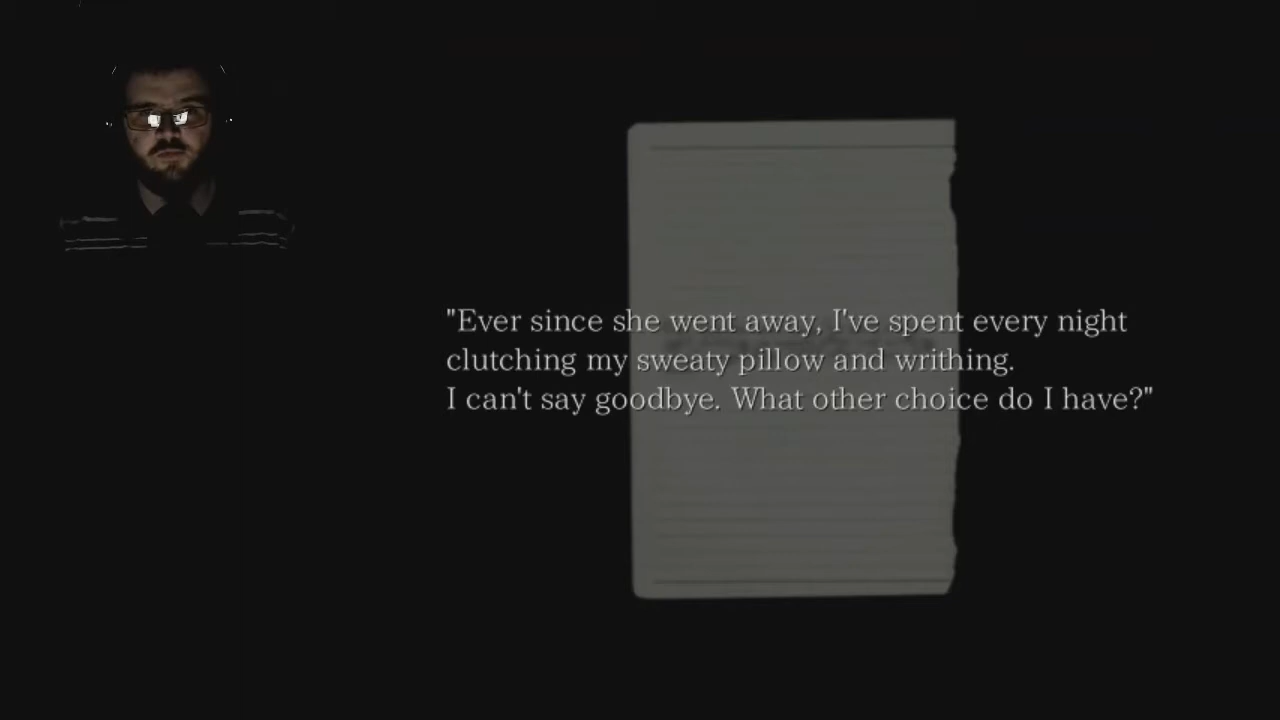 "Ever since she went away, I've spent every night
clutching my sweaty pillow and writhing.
I can't say goodbye. What other choice do I have?"